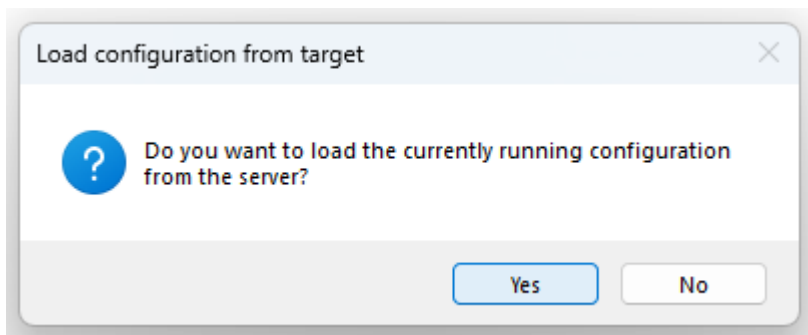 Load configuration from target
Do you want to load the currently running configuration
from the server?
Yes
No